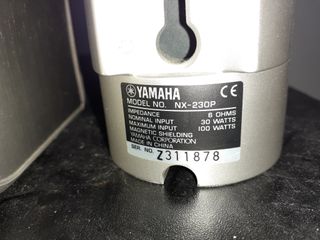 YAMAHA CE
MODEL NO. NX-230P
IMPEDANCE 6 OHMS
NOMINAL INPUT 30 WATTS
MAXIMUM INPUT 100 WATTS
MAGNETIC SHIELDING
YAMAHA CORPORATION
MADE IN CHINA
SER. NO. Z311878